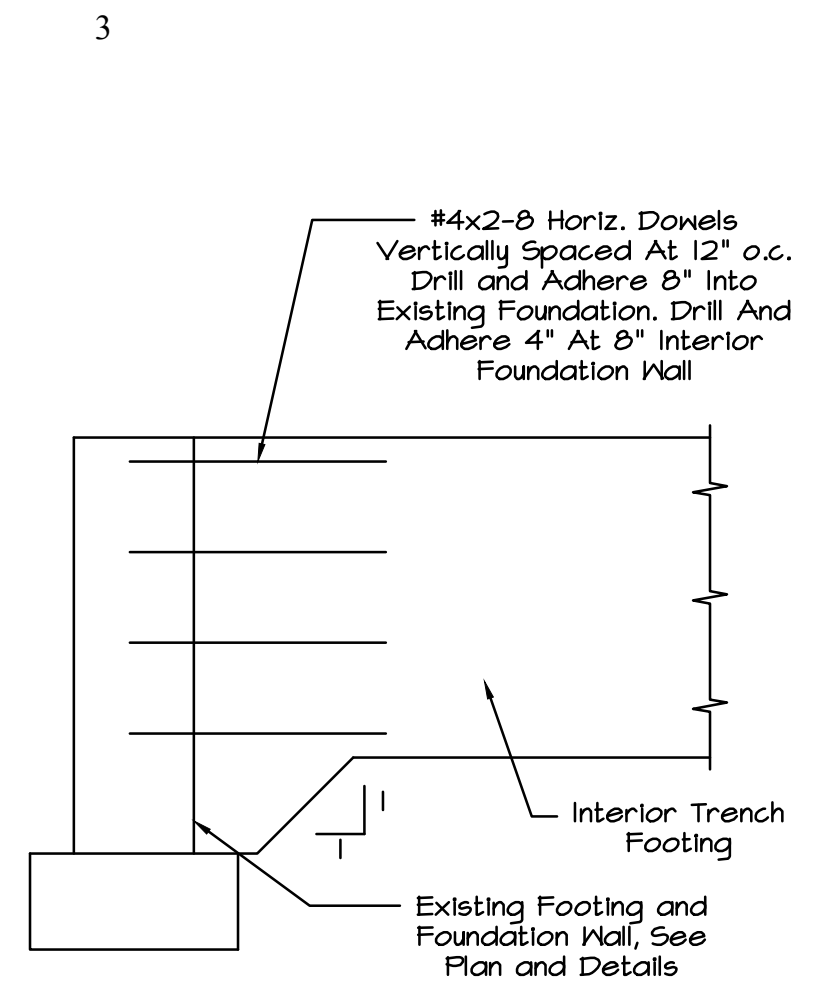 3
#4x2-8 Horiz. Dowels
Vertically Spaced At 12" o.c.
Drill and Adhere 8" Into
Existing Foundation. Drill And
Adhere 4" At 8" Interior
Foundation Wall
1
1
Interior Trench
Footing
Existing Footing and
Foundation Wall, See
Plan and Details